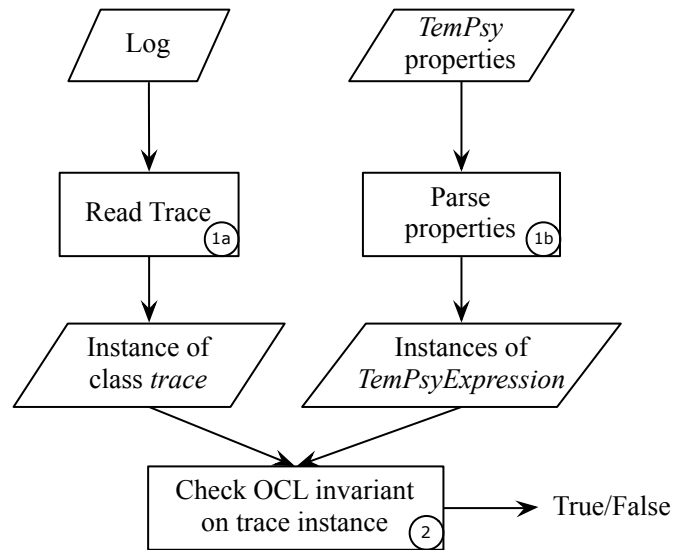 Log
TemPsy
properties
Read Trace
1a
Parse
properties
1b
Instance of
class trace
Instances of
TemPsyExpression
Check OCL invariant
on trace instance
2
True/False